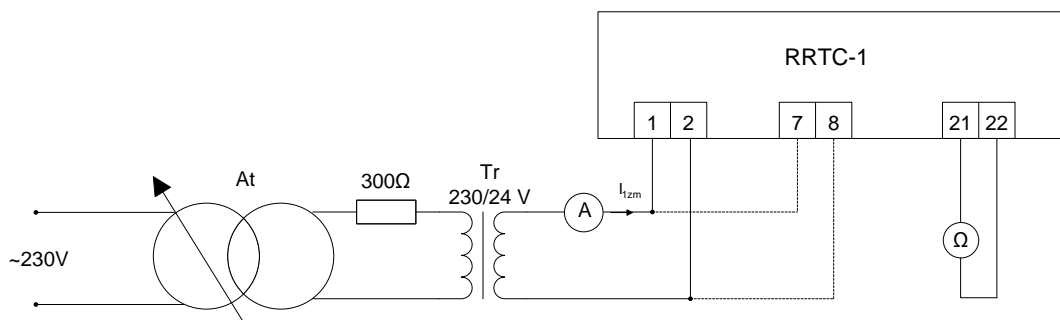 RRTC-1
1 2 7 8 21 22
At
300Ω
Tr
230/24 V
A
I1zm
Ω
~230V